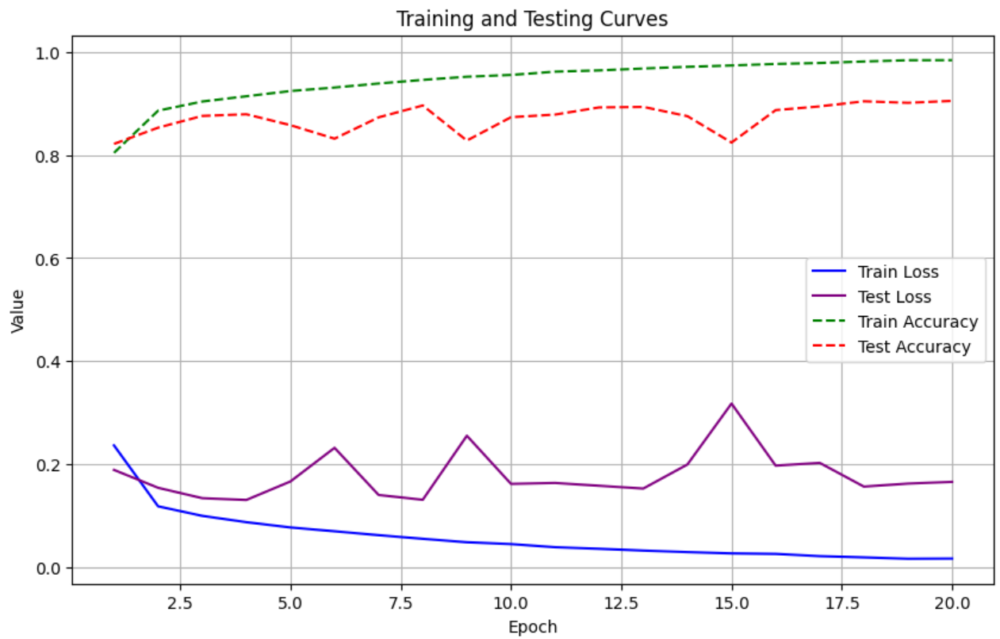 Training and Testing Curves
1.0
0.8
0.6
0.4
0.2
0.0
Value
Train Loss
Test Loss
Train Accuracy
Test Accuracy
2.5 5.0 7.5 10.0 12.5 15.0 17.5 20.0
Epoch